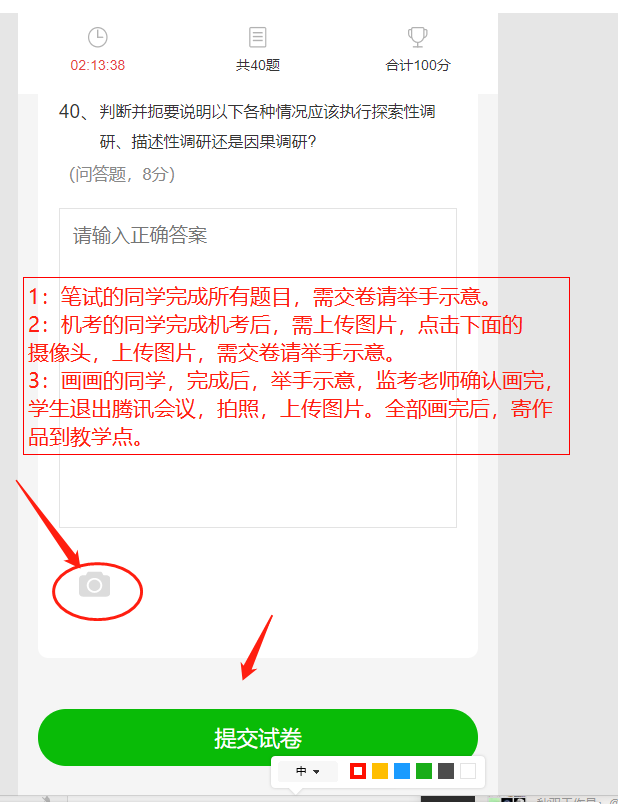 02:13:38
共40题
合计100分
40、判断并扼要说明以下各种情况应该执行探索性调
研、描述性调研还是因果调研?
(问答题，8分)
请输入正确答案
1：笔试的同学完成所有题目，需交卷请举手示意。
2：机考的同学完成机考后，需上传图片，点击下面的
摄像头，上传图片，需交卷请举手示意。
3：画画的同学，完成后，举手示意，监考老师确认画完，
学生退出腾讯会议，拍照，上传图片。全部画完后，寄作
品到教学点。
提交试卷
中